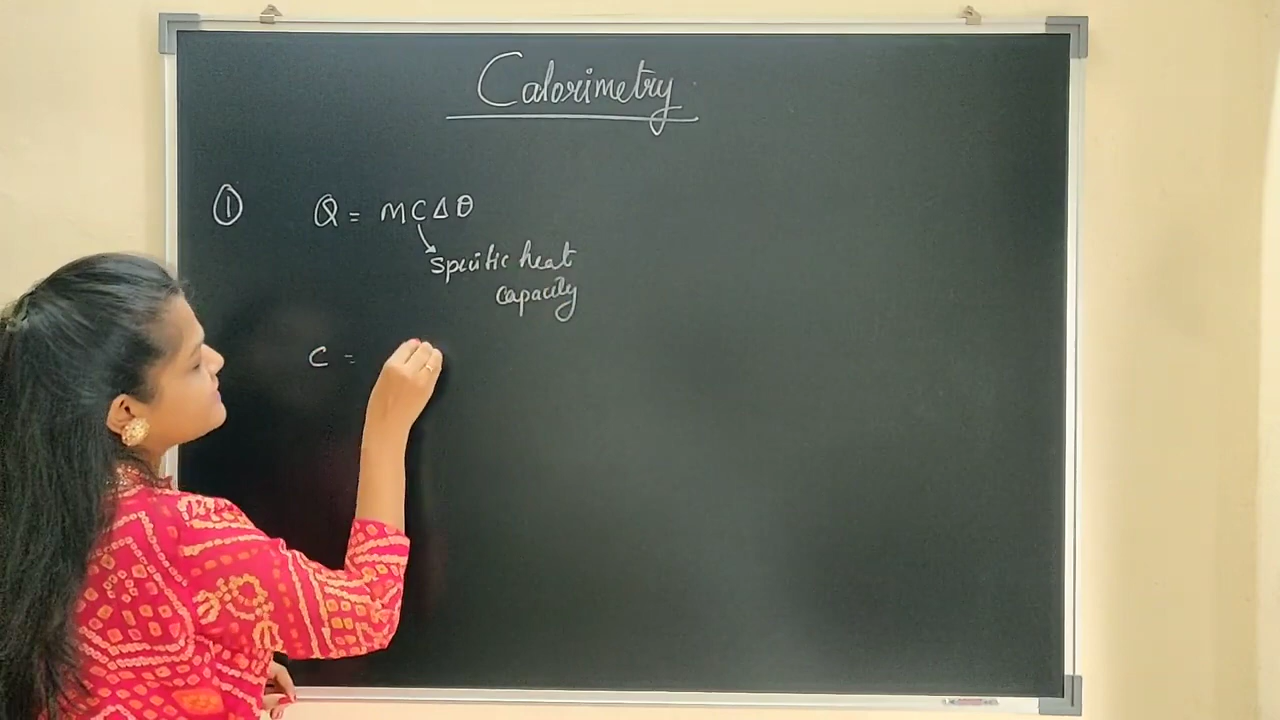 Calorimetry
① Q = MCΔθ
specific heat
capacity
C =